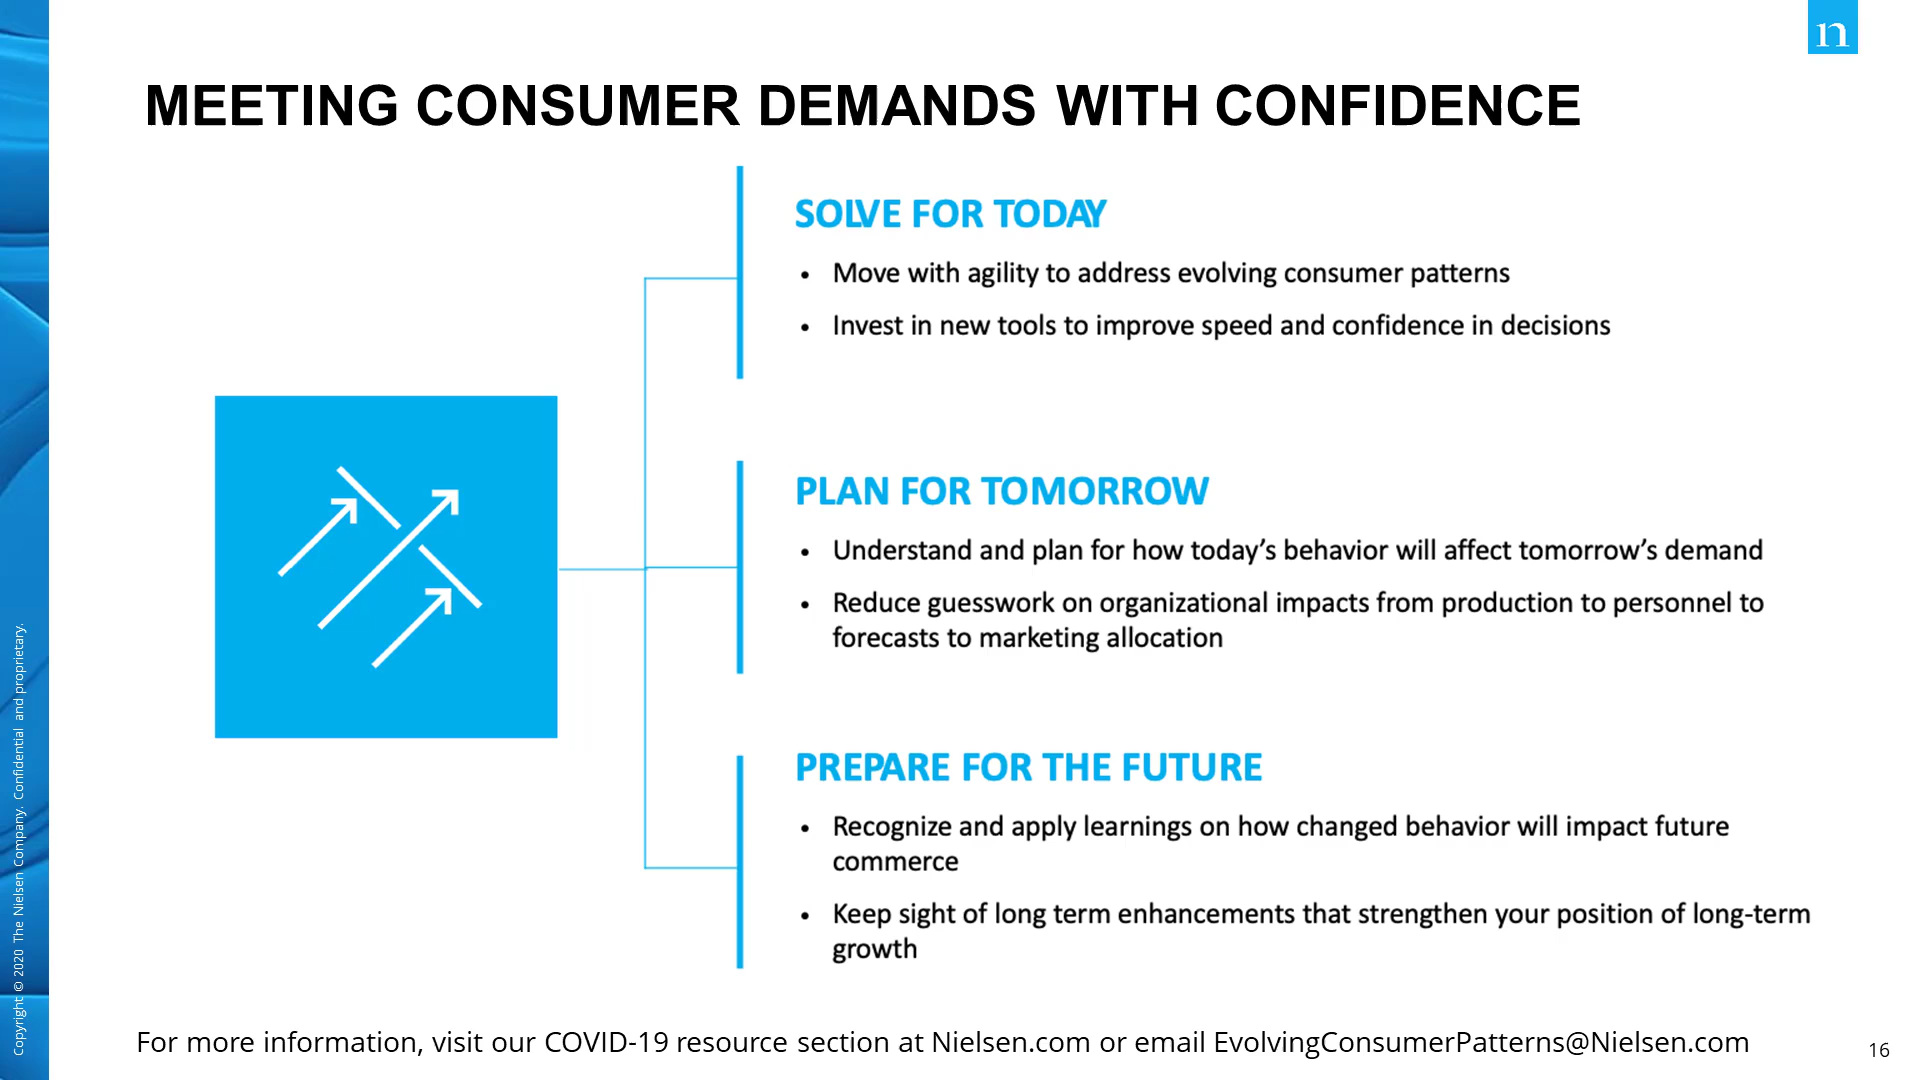 n
MEETING CONSUMER DEMANDS WITH CONFIDENCE
SOLVE FOR TODAY
• Move with agility to address evolving consumer patterns
• Invest in new tools to improve speed and confidence in decisions
PLAN FOR TOMORROW
• Understand and plan for how today’s behavior will affect tomorrow’s demand
• Reduce guesswork on organizational impacts from production to personnel to
forecasts to marketing allocation
PREPARE FOR THE FUTURE
• Recognize and apply learnings on how changed behavior will impact future
commerce
• Keep sight of long term enhancements that strengthen your position of long-term
growth
For more information, visit our COVID-19 resource section at Nielsen.com or email EvolvingConsumerPatterns@Nielsen.com
16
Copyright © 2020 The Nielsen Company. Confidential and proprietary.